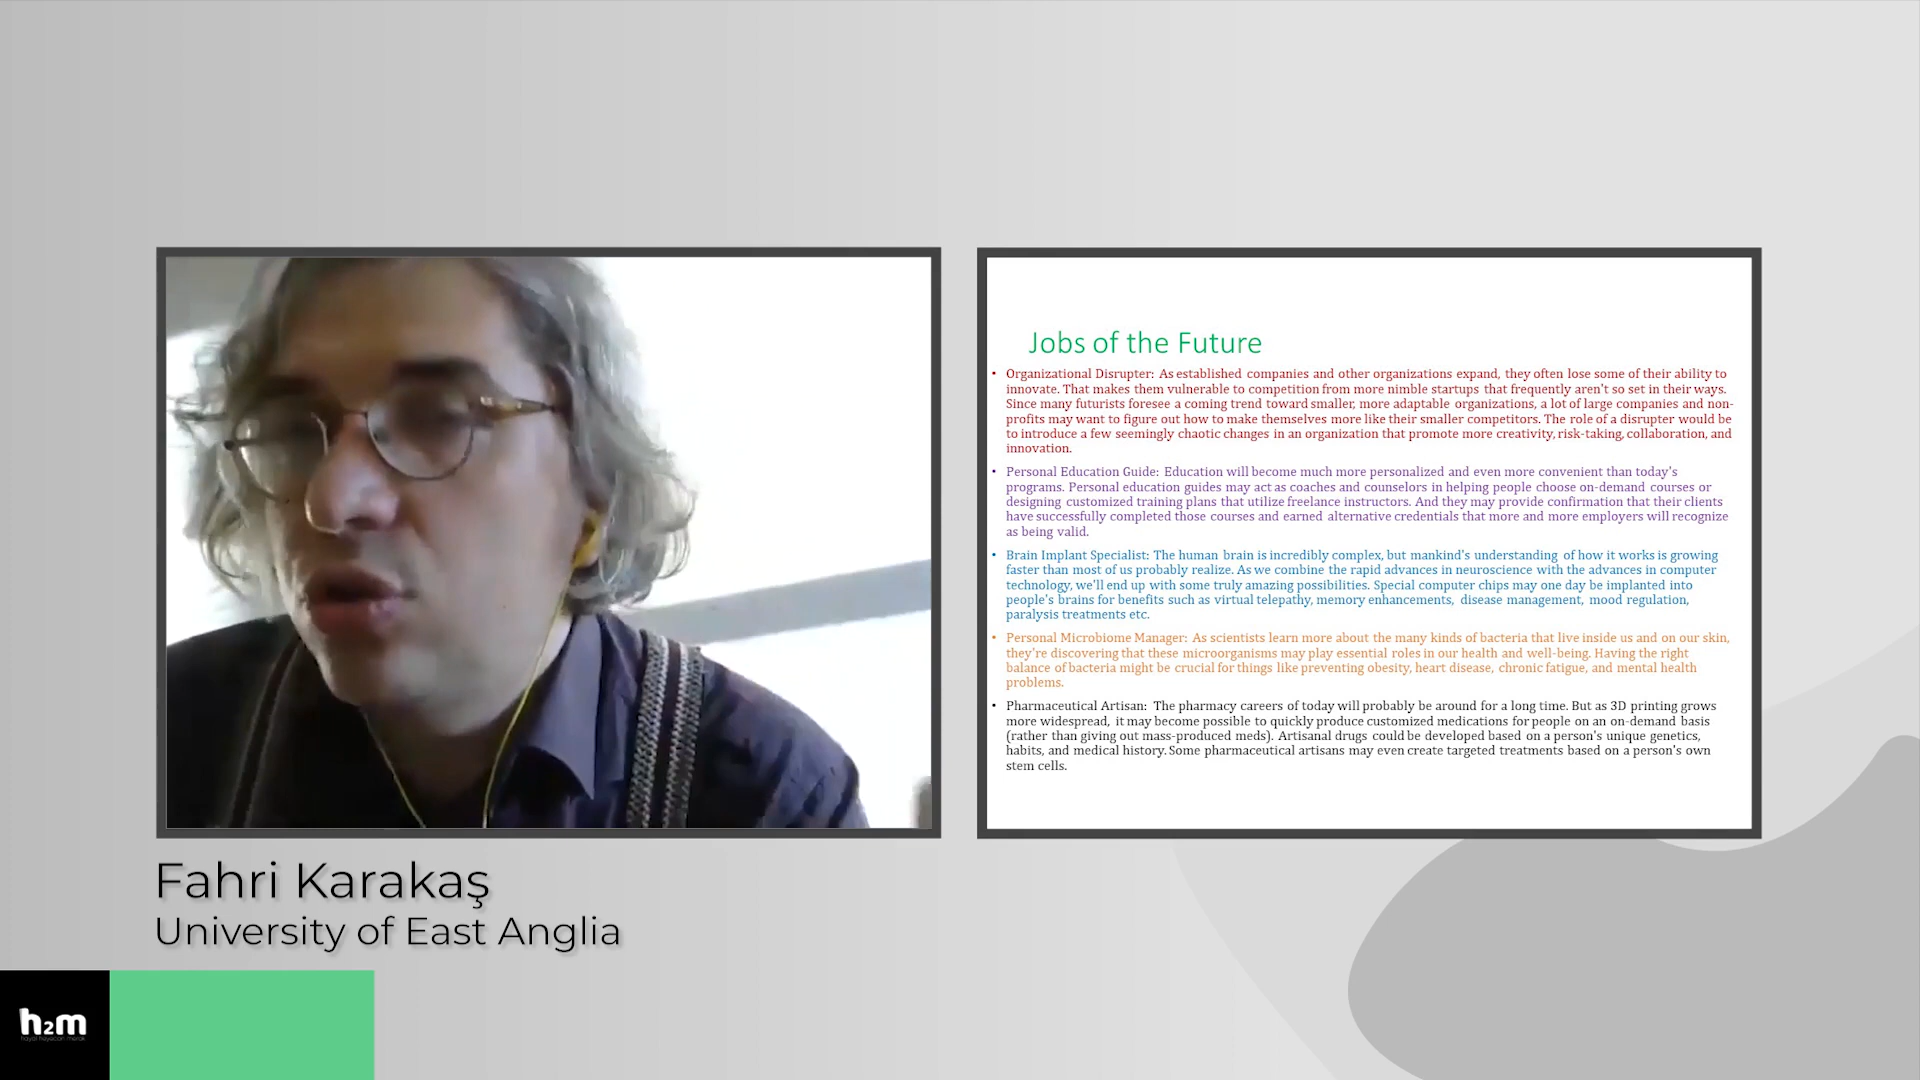 Jobs of the Future
• Organizational Disrupter: As established companies and other organizations expand, they often lose some of their ability to
innovate. That makes them vulnerable to competition from more nimble startups that frequently aren't so set in their ways.
Since many futurists foresee a coming trend toward smaller, more adaptable organizations, a lot of large companies and non-
profits may want to figure out how to make themselves more like their smaller competitors. The role of a disrupter would be
to introduce a few seemingly chaotic changes in an organization that promote more creativity, risk-taking, collaboration, and
innovation.
• Personal Education Guide: Education will become much more personalized and even more convenient than today's
programs. Personal education guides may act as coaches and counselors in helping people choose on-demand courses or
designing customized training plans that utilize freelance instructors. And they may provide confirmation that their clients
have successfully completed those courses and earned alternative credentials that more and more employers will recognize
as being valid.
• Brain Implant Specialist: The human brain is incredibly complex, but mankind's understanding of how it works is growing
faster than most of us probably realize. As we combine the rapid advances in neuroscience with the advances in computer
technology, we'll end up with some truly amazing possibilities. Special computer chips may one day be implanted into
people's brains for benefits such as virtual telepathy, memory enhancements, disease management, mood regulation,
paralysis treatments etc.
• Personal Microbiome Manager: As scientists learn more about the many kinds of bacteria that live inside us and on our skin,
they're discovering that these microorganisms may play essential roles in our health and well-being. Having the right
balance of bacteria might be crucial for things like preventing obesity, heart disease, chronic fatigue, and mental health
problems.
• Pharmaceutical Artisan: The pharmacy careers of today will probably be around for a long time. But as 3D printing grows
more widespread, it may become possible to quickly produce customized medications for people on an on-demand basis
(rather than giving out mass-produced meds). Artisanal drugs could be developed based on a person's unique genetics,
habits, and medical history. Some pharmaceutical artisans may even create targeted treatments based on a person's own
stem cells.
Fahri Karakaş
University of East Anglia
h2m
hayal heyecan merak